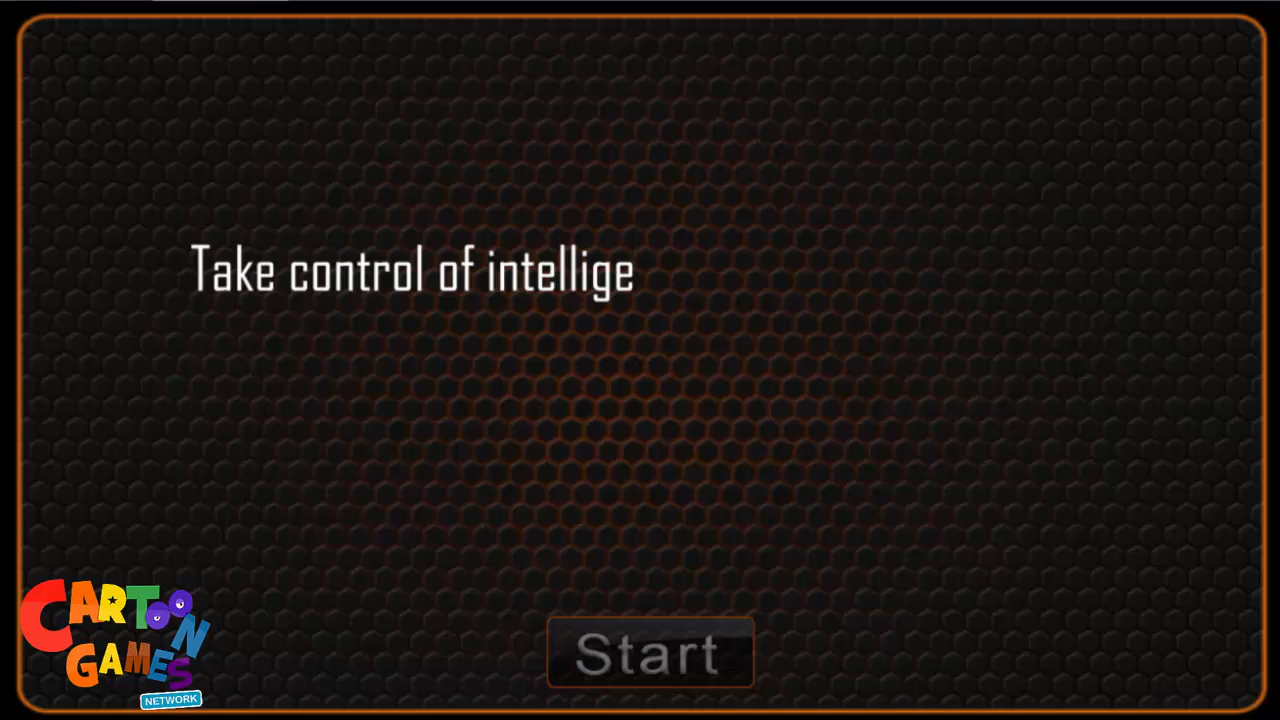 Take control of intellige
Start
CARTOON
GAMES
NETWORK